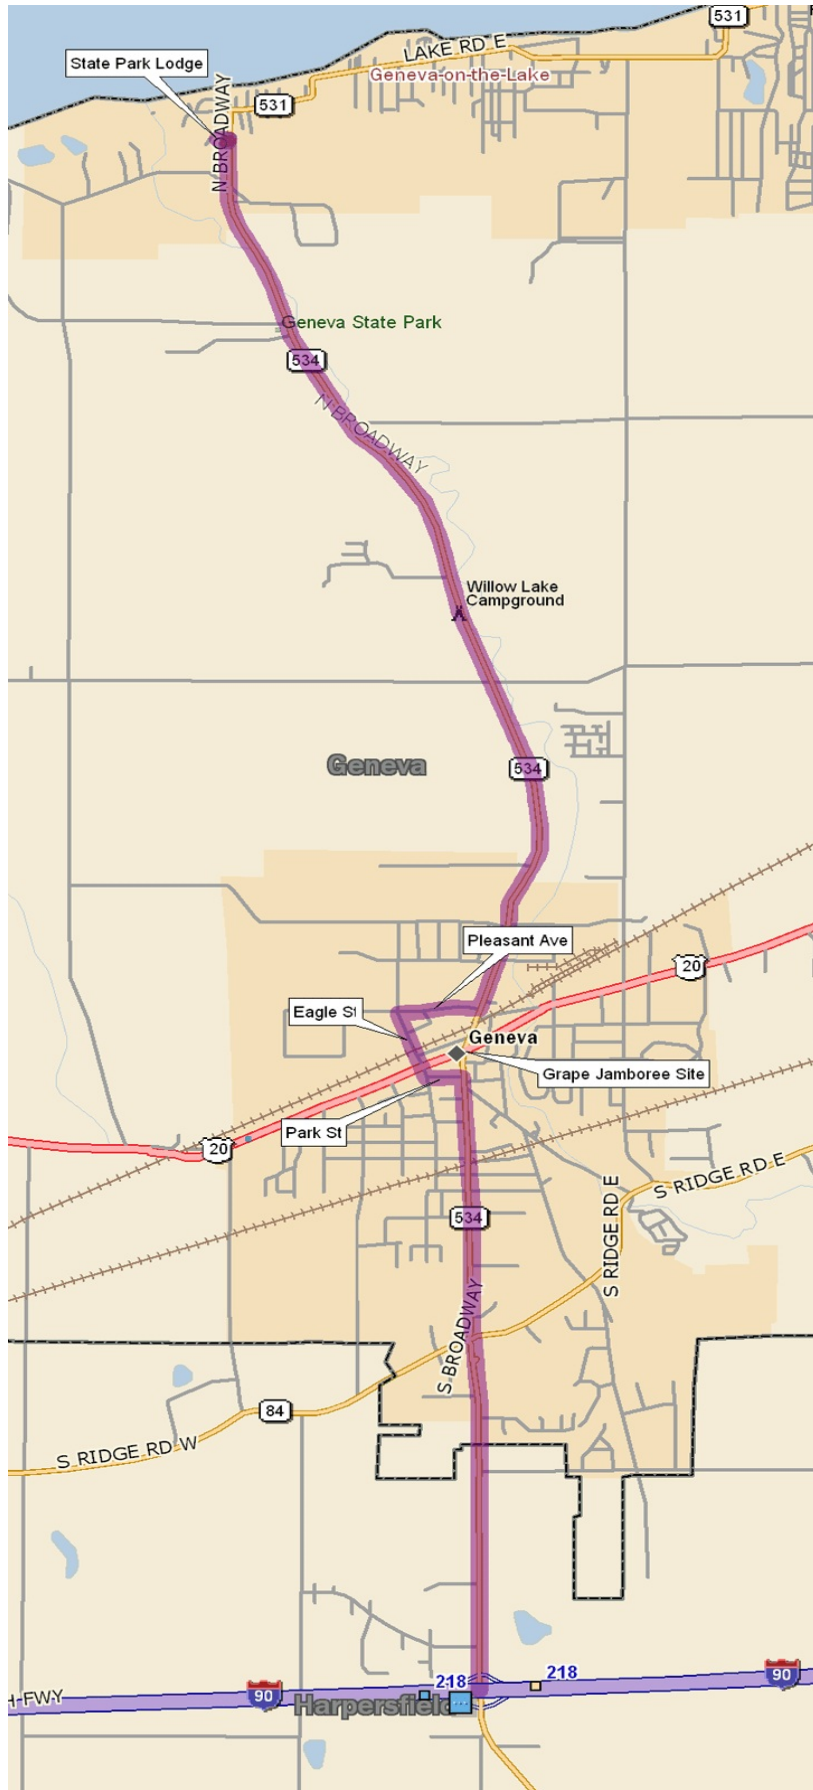 531
LAKE RD E
State Park Lodge
Geneva-on-the-Lake
531
N BROADWAY
Geneva State Park
534
N BROADWAY
Willow Lake
Campground
Geneva
534
Pleasant Ave
20
Eagle St
Geneva
Grape Jamboree Site
Park St
20
S RIDGE RD E
534
S RIDGE RD E
S BROADWAY
84
S RIDGE RD W
218
218
90
90
H FWY
Harpersfield